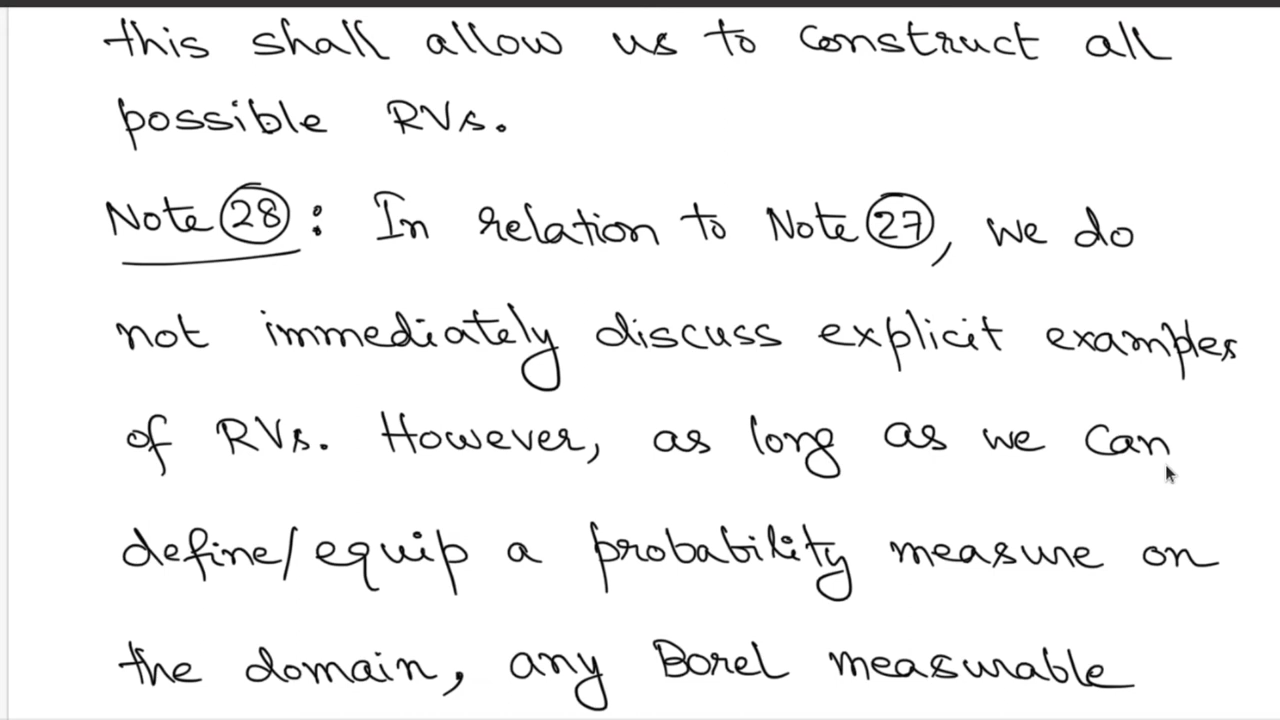 this shall allow us to construct all
possible RVs.
Note 28 : In relation to Note 27, we do
not immediately discuss explicit examples
of RVs. However, as long as we can
define/equip a probability measure on
the domain, any Borel measurable